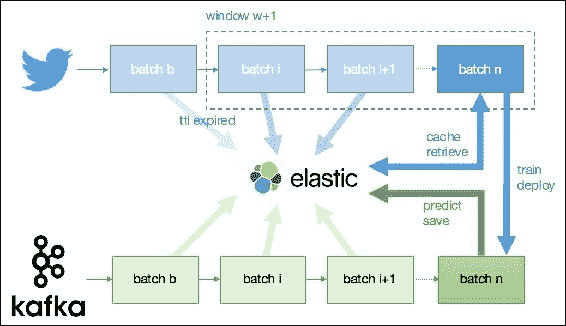 window w+1
batch b
batch i
batch i+1
batch n
ttl expired
cache
retrieve
elastic
train
deploy
predict
save
kafka
batch b
batch i
batch i+1
batch n